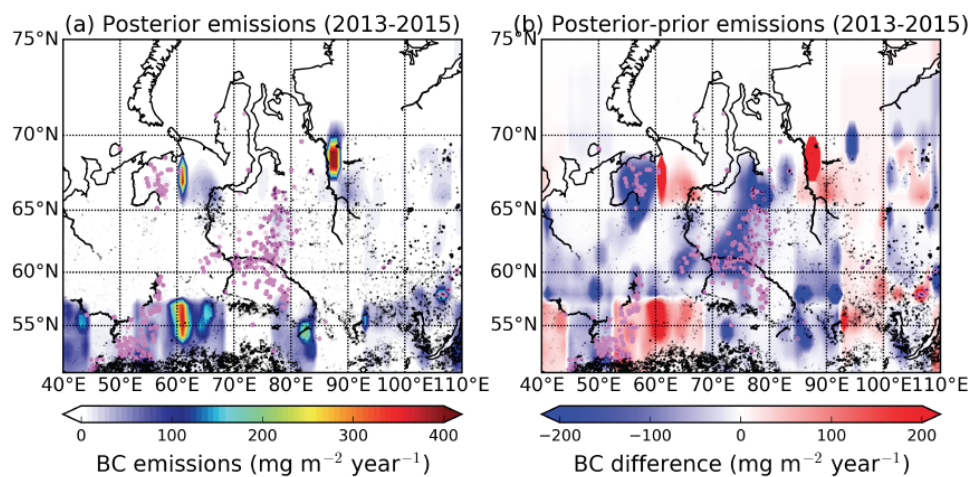 (a) Posterior emissions (2013-2015)
75°N
70°N
65°N
60°N
55°N
40°E 50°E 60°E 70°E 80°E 90°E 100°E 110°E
0 100 200 300 400
BC emissions (mg m⁻² year⁻¹)
(b) Posterior-prior emissions (2013-2015)
75°N
70°N
65°N
60°N
55°N
40°E 50°E 60°E 70°E 80°E 90°E 100°E 110°E
−200 −100 0 100 200
BC difference (mg m⁻² year⁻¹)